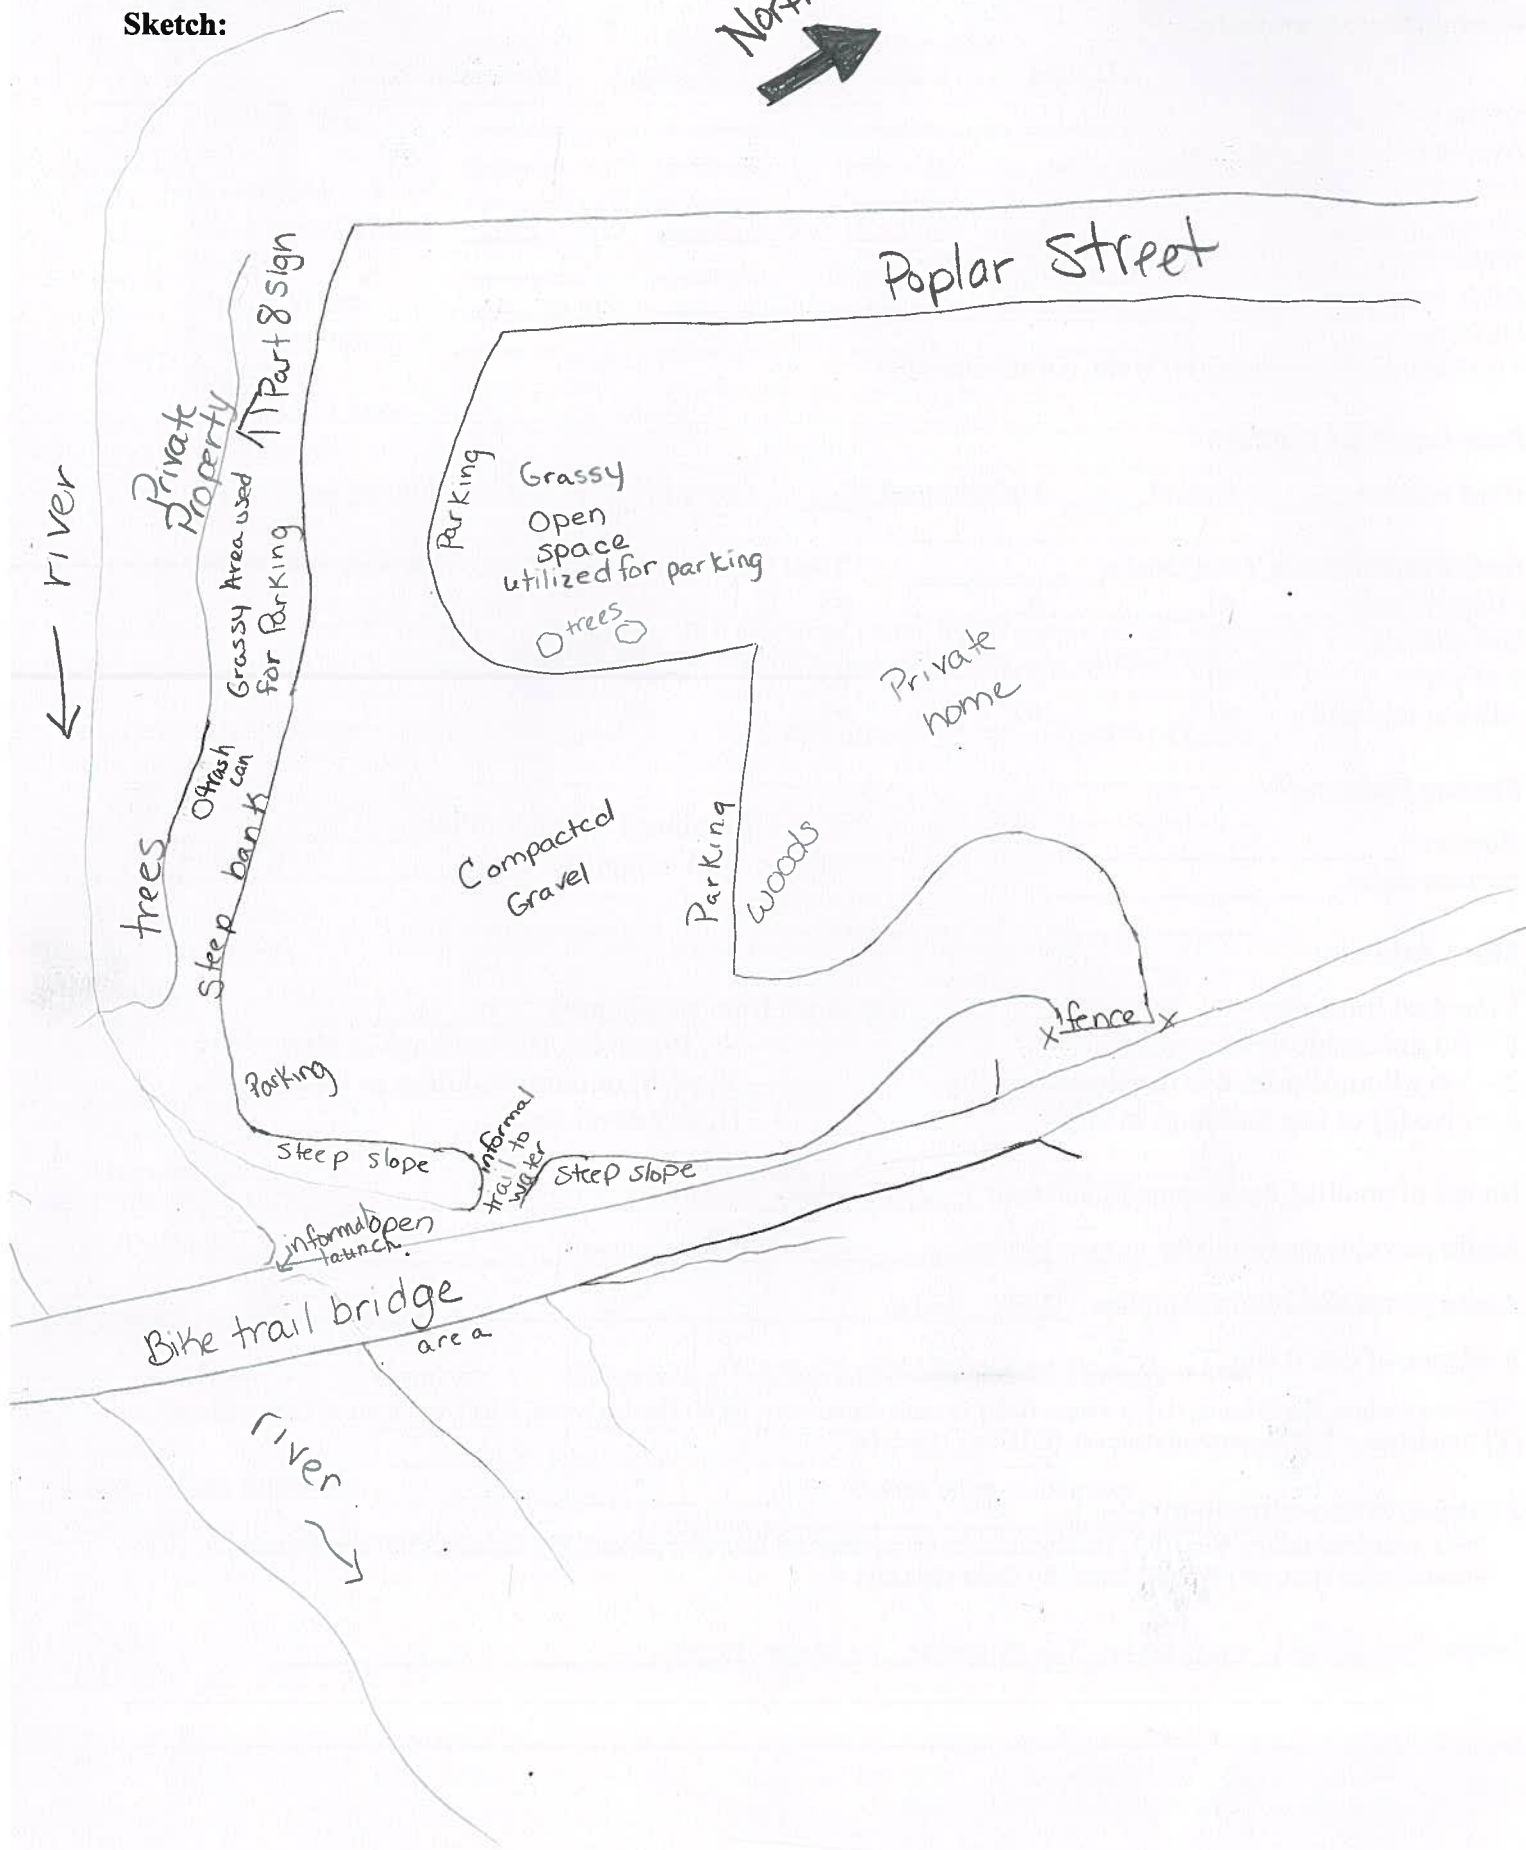 Sketch:
North
Poplar Street
Part 8 sign
Private
Property
river
Grassy Area used
for Parking
Parking
Grassy
Open
space
utilized for parking
trees
Private
home
trash
can
trees
Steep bank
Compacted
Gravel
Parking
Woods
fence
x
x
Parking
Steep slope
informal
trail to
water
Steep slope
informal
launch
open
Bike trail bridge
area
river